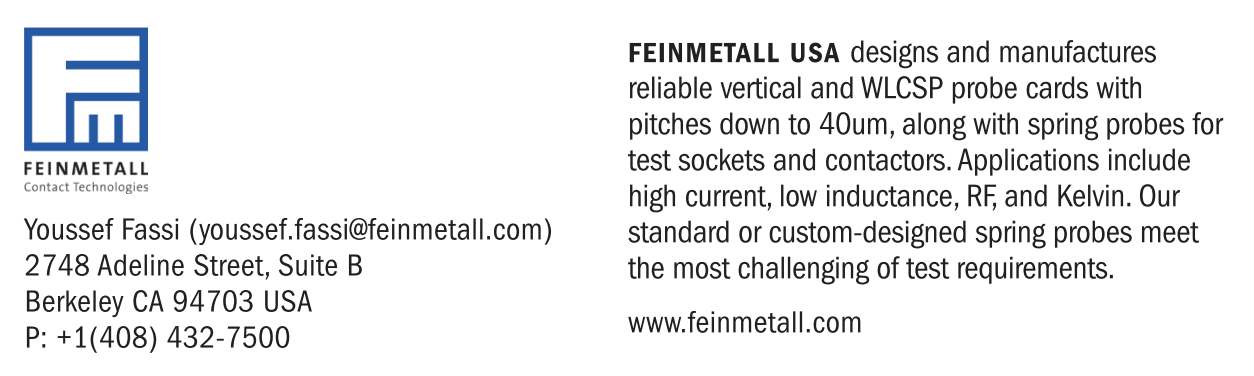 FM
FEINMETALL
Contact Technologies
Youssef Fassi (youssef.fassi@feinmetall.com)
2748 Adeline Street, Suite B
Berkeley CA 94703 USA
P: +1(408) 432-7500
FEINMETALL USA designs and manufactures
reliable vertical and WLCSP probe cards with
pitches down to 40um, along with spring probes for
test sockets and contactors. Applications include
high current, low inductance, RF, and Kelvin. Our
standard or custom-designed spring probes meet
the most challenging of test requirements.
www.feinmetall.com